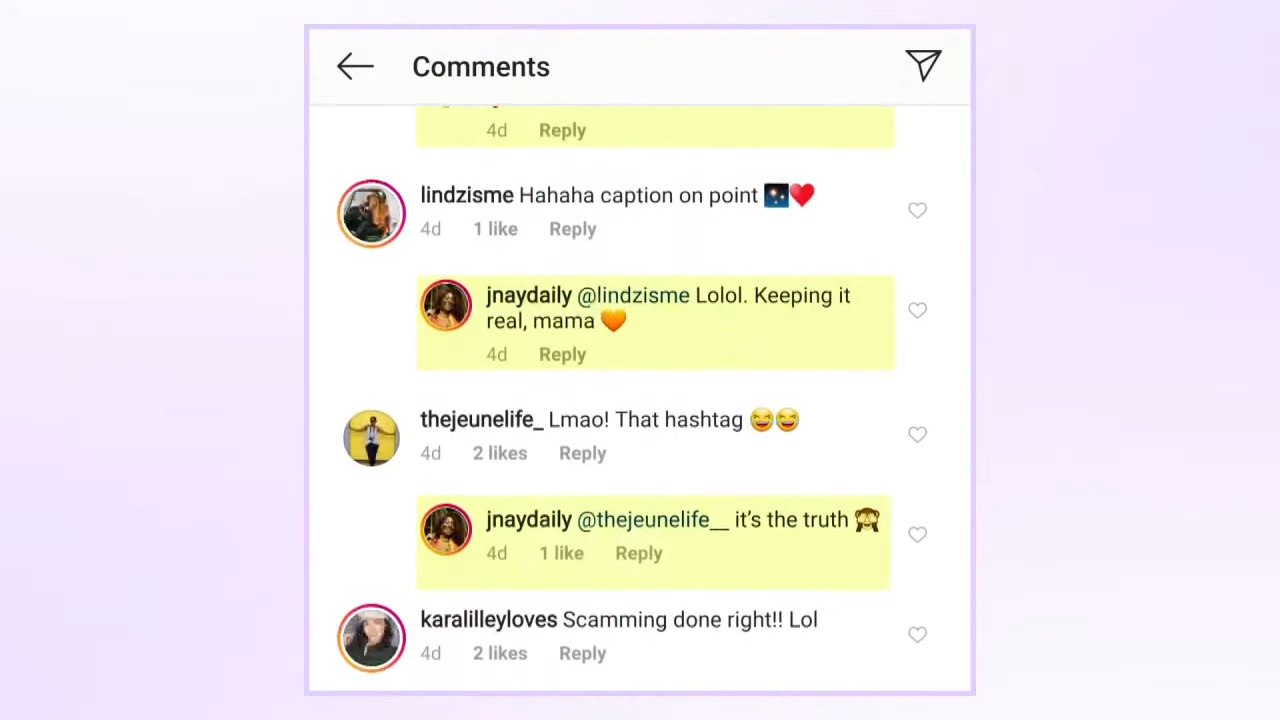 Comments
4d Reply
lindzisme Hahaha caption on point 🎇❤️
4d 1 like Reply
jnaydaily @lindzisme Lolol. Keeping it
real, mama 🧡
4d Reply
thejeunelife_ Lmao! That hashtag 😆😆
4d 2 likes Reply
jnaydaily @thejeunelife__ it’s the truth 🙈
4d 1 like Reply
karalilleyloves Scamming done right!! Lol
4d 2 likes Reply